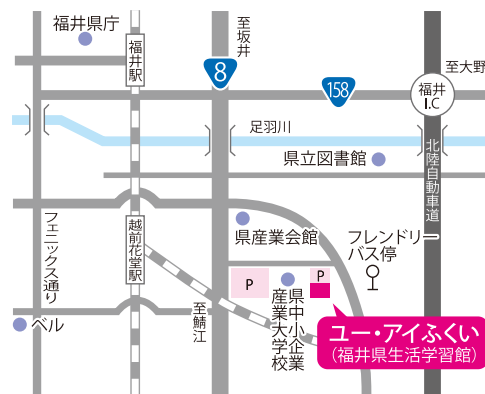 福井県庁
至坂井
福井駅
8
158
至大野
福井
I.C
足羽川
県立図書館
北陸自動車道
フェニックス通り
越前花堂駅
県産業会館
フレンドリー
バス停
P
P
県中小企業
産業大学校
至鯖江
ベル
ユー・アイふくい
(福井県生活学習館)